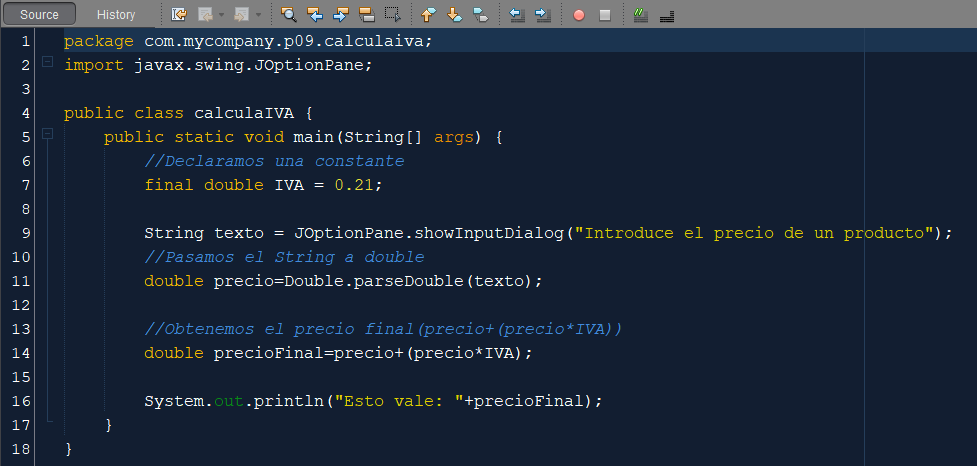 Source History
1 package com.mycompany.p09.calculaiva;
2 import javax.swing.JOptionPane;
3
4 public class calculaIVA {
5 public static void main(String[] args) {
6 //Declaramos una constante
7 final double IVA = 0.21;
8
9 String texto = JOptionPane.showInputDialog("Introduce el precio de un producto");
10 //Pasamos el String a double
11 double precio=Double.parseDouble(texto);
12
13 //Obtenemos el precio final(precio+(precio*IVA))
14 double precioFinal=precio+(precio*IVA);
15
16 System.out.println("Esto vale: "+precioFinal);
17 }
18 }